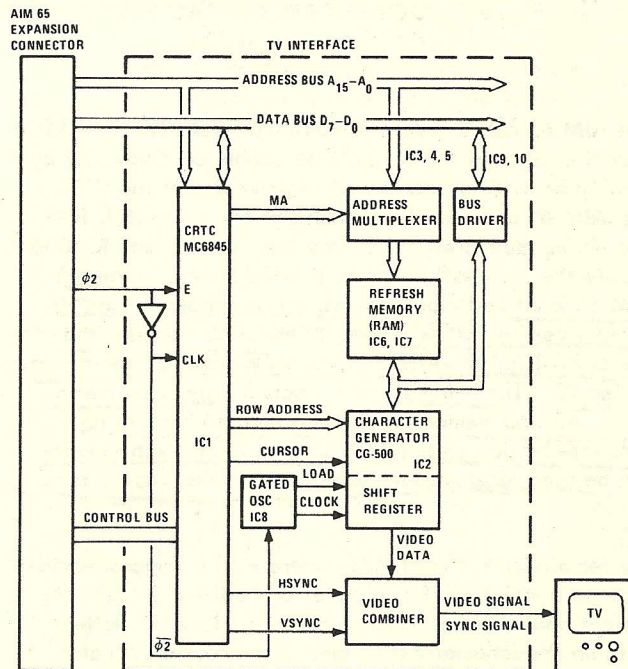 AIM 65
EXPANSION
CONNECTOR
TV INTERFACE
ADDRESS BUS A15-A0
DATA BUS D7-D0
IC3, 4, 5
IC9, 10
MA
CRTC
MC6845
ADDRESS
MULTIPLEXER
BUS
DRIVER
ϕ2
E
REFRESH
MEMORY
(RAM)
IC6, IC7
CLK
ROW ADDRESS
IC1
CURSOR
CHARACTER
GENERATOR
CG-500
IC2
LOAD
GATED
OSC
IC8
CLOCK
SHIFT
REGISTER
CONTROL BUS
VIDEO
DATA
HSYNC
VSYNC
VIDEO
COMBINER
VIDEO SIGNAL
SYNC SIGNAL
TV
ϕ2